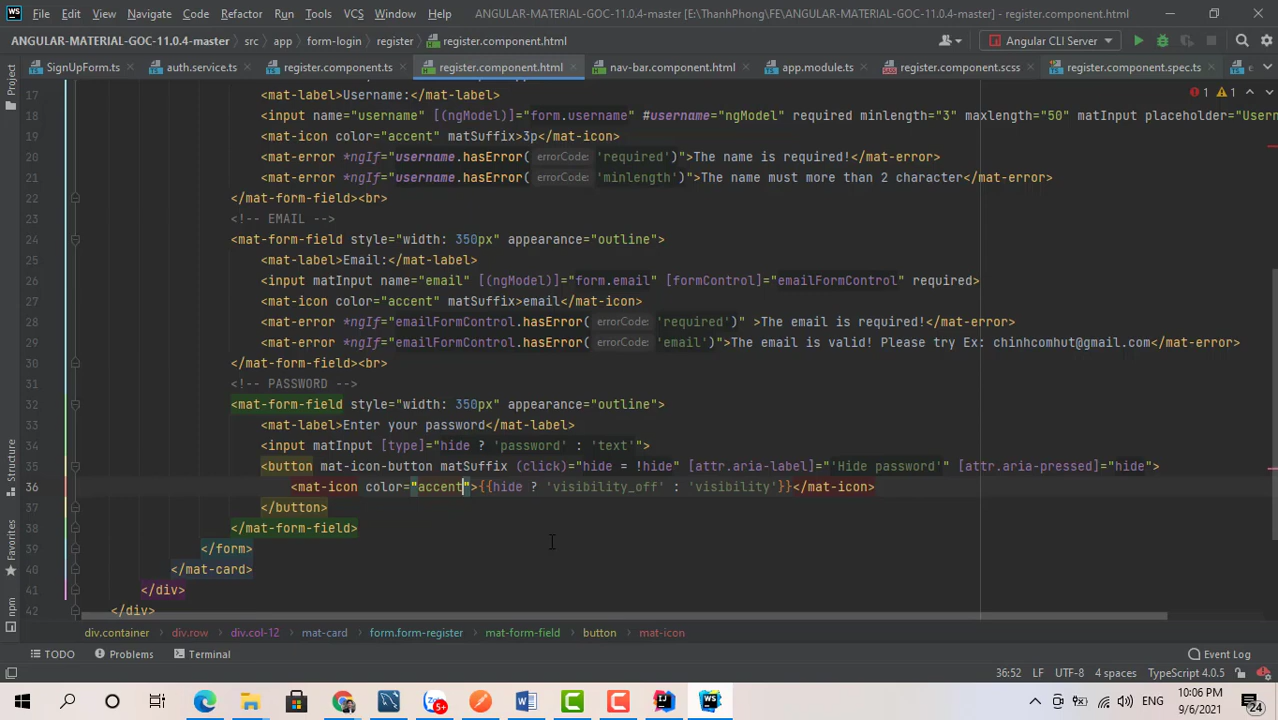 File Edit View Navigate Code Refactor Run Tools VCS Window Help ANGULAR-MATERIAL-GOC-11.0.4-master [E:\ThanhPhong\FE\ANGULAR-MATERIAL-GOC-11.0.4-master] - register.component.html
ANGULAR-MATERIAL-GOC-11.0.4-master src app form-login register register.component.html Angular CLI Server
SignUpForm.ts auth.service.ts register.component.ts register.component.html nav-bar.component.html app.module.ts register.component.scss register.component.spec.ts
17 <mat-label>Username:</mat-label> 1 1
18 <input name="username" [(ngModel)]="form.username" #username="ngModel" required minlength="3" maxlength="50" matInput placeholder="Us
19 <mat-icon color="accent" matSuffix>3p</mat-icon>
20 <mat-error *ngIf="username.hasError( errorCode: 'required')">The name is required!</mat-error>
21 <mat-error *ngIf="username.hasError( errorCode: 'minlength')">The name must more than 2 character</mat-error>
22 </mat-form-field><br>
23 <!-- EMAIL -->
24 <mat-form-field style="width: 350px" appearance="outline">
25 <mat-label>Email:</mat-label>
26 <input matInput name="email" [(ngModel)]="form.email" [formControl]="emailFormControl" required>
27 <mat-icon color="accent" matSuffix>email</mat-icon>
28 <mat-error *ngIf="emailFormControl.hasError( errorCode: 'required')" >The email is required!</mat-error>
29 <mat-error *ngIf="emailFormControl.hasError( errorCode: 'email')">The email is valid! Please try Ex: chinhcomhut@gmail.com</mat-error>
30 </mat-form-field><br>
31 <!-- PASSWORD -->
32 <mat-form-field style="width: 350px" appearance="outline">
33 <mat-label>Enter your password</mat-label>
34 <input matInput [type]="hide ? 'password' : 'text'">
35 <button mat-icon-button matSuffix (click)="hide = !hide" [attr.aria-label]="'Hide password'" [attr.aria-pressed]="hide">
36 <mat-icon color="accent">{{hide ? 'visibility_off' : 'visibility'}}</mat-icon>
37 </button>
38 </mat-form-field>
39 </form>
40 </mat-card>
41 </div>
42 </div>
Project
Structure
Favorites
npm
div.container div.row div.col-12 mat-card form.form-register mat-form-field button mat-icon
TODO Problems Terminal Event Log
36:52 LF UTF-8 4 spaces TypeScript 4.0.5
ENG 10:06 PM
9/6/2021
5+
24